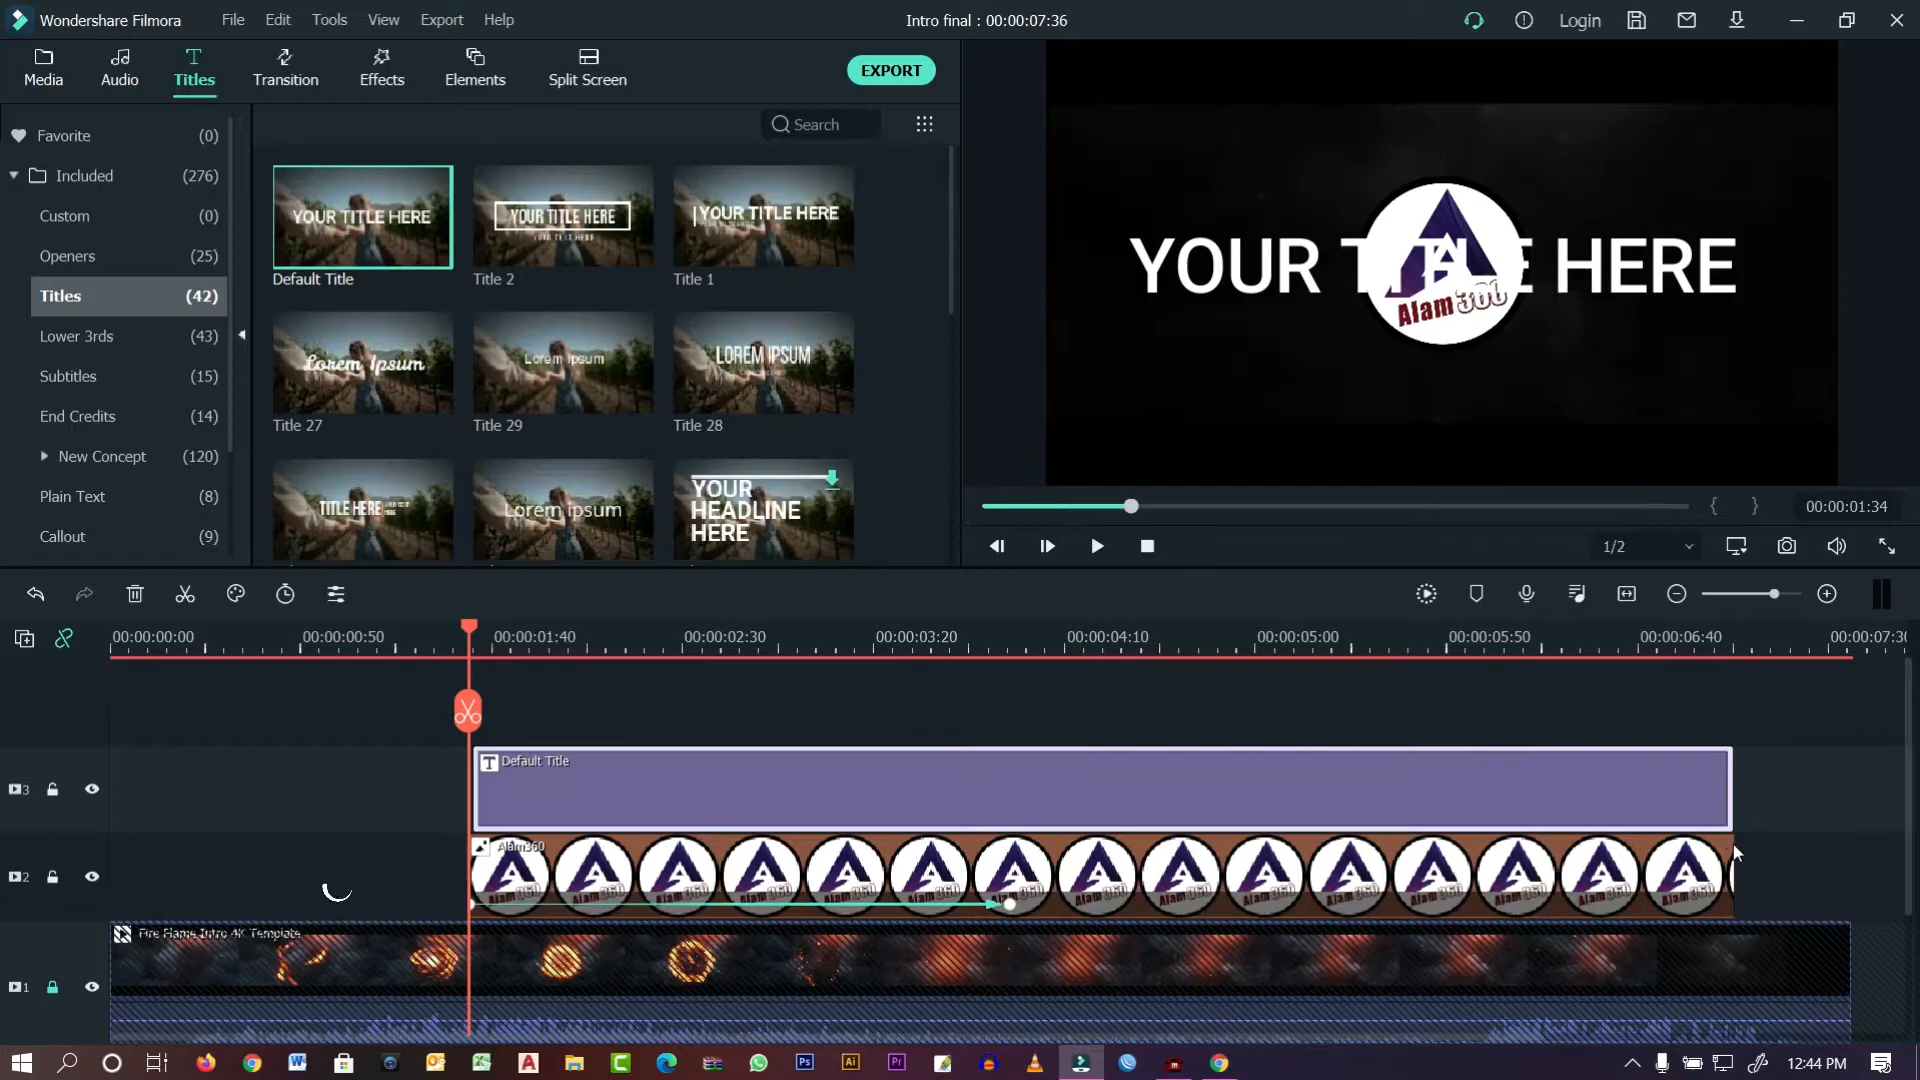 Wondershare Filmora
File Edit Tools View Export Help
Intro final : 00:00:07:36
Login
Media Audio Titles Transition Effects Elements Split Screen
EXPORT
Favorite (0)
Included (276)
Custom (0)
Openers (25)
Titles (42)
Lower 3rds (43)
Subtitles (15)
End Credits (14)
New Concept (120)
Plain Text (8)
Callout (9)
Search
YOUR TITLE HERE
Default Title
YOUR TITLE HERE
YOUR TEXT HERE
Title 2
YOUR TITLE HERE
Title 1
Lorem Ipsum
Title 27
Lorem Ipsum
Title 29
LOREM IPSUM
Title 28
TITLE HERE
Lorem ipsum
YOUR
HEADLINE
HERE
YOUR TITLE HERE
Alam360
00:00:01:34
1/2
00:00:00:00 00:00:00:50 00:00:01:40 00:00:02:30 00:00:03:20 00:00:04:10 00:00:05:00 00:00:05:50 00:00:06:40 00:00:07:30
3
Default Title
2
Alam360
1
Fire Flame Intro 4K Template
12:44 PM